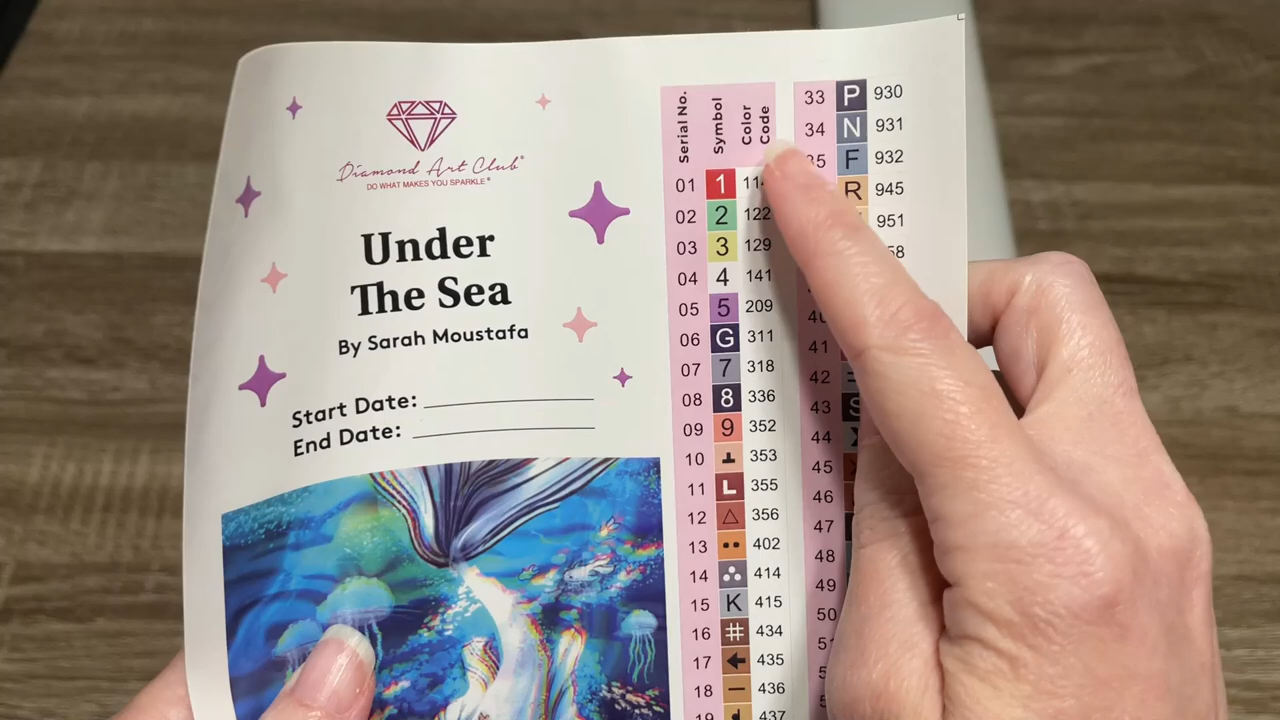 Diamond Art Club®
DO WHAT MAKES YOU SPARKLE®
Under
The Sea
By Sarah Moustafa
Start Date:
End Date:
Serial No. Symbol Color Code
01 1
02 2 122
03 3 129
04 4 141
05 5 209
06 G 311
07 7 318
08 8 336
09 9 352
10 353
11 L 355
12 △ 356
13 •• 402
14 414
15 K 415
16 # 434
17 ← 435
18 – 436
19 437
33 P 930
34 N 931
35 F 932
R 945
951
41
42 =
43 S
44
45
46
47
48
49
50